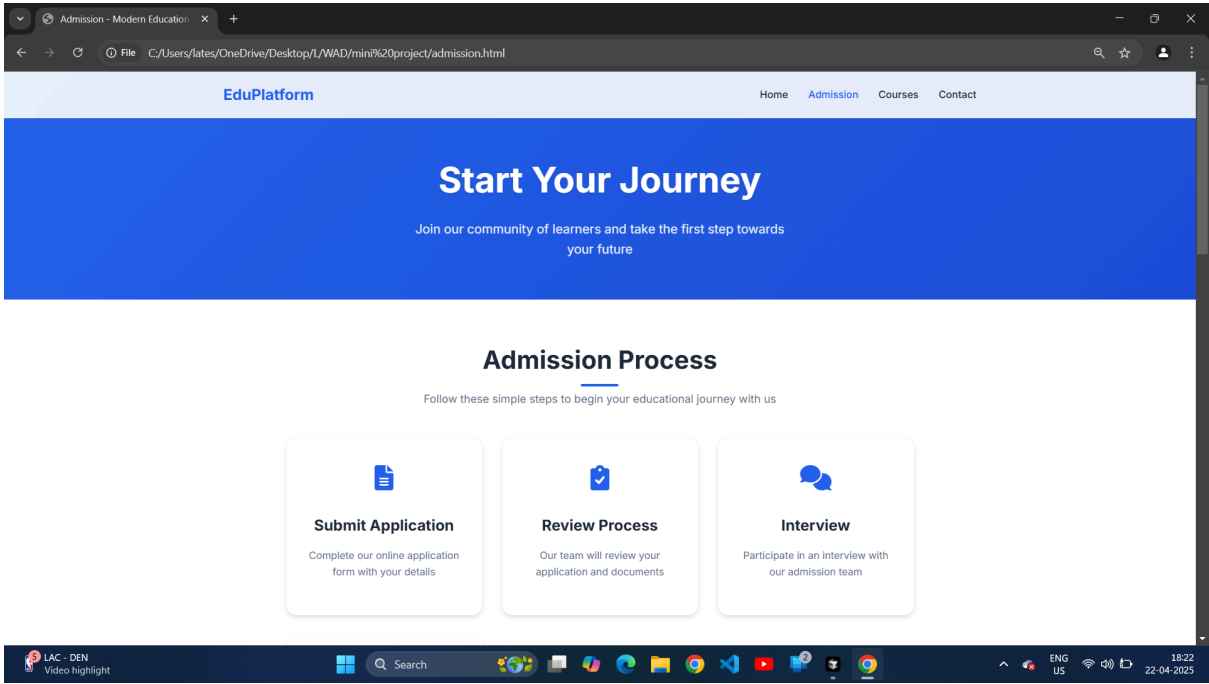 Admission - Modern Education
File C:/Users/lates/OneDrive/Desktop/L/WAD/mini%20project/admission.html
EduPlatform
Home Admission Courses Contact
Start Your Journey
Join our community of learners and take the first step towards
your future
Admission Process
Follow these simple steps to begin your educational journey with us
Submit Application
Complete our online application
form with your details
Review Process
Our team will review your
application and documents
Interview
Participate in an interview with
our admission team
5
LAC - DEN
Video highlight
Search
2
ENG
US
18:22
22-04-2025